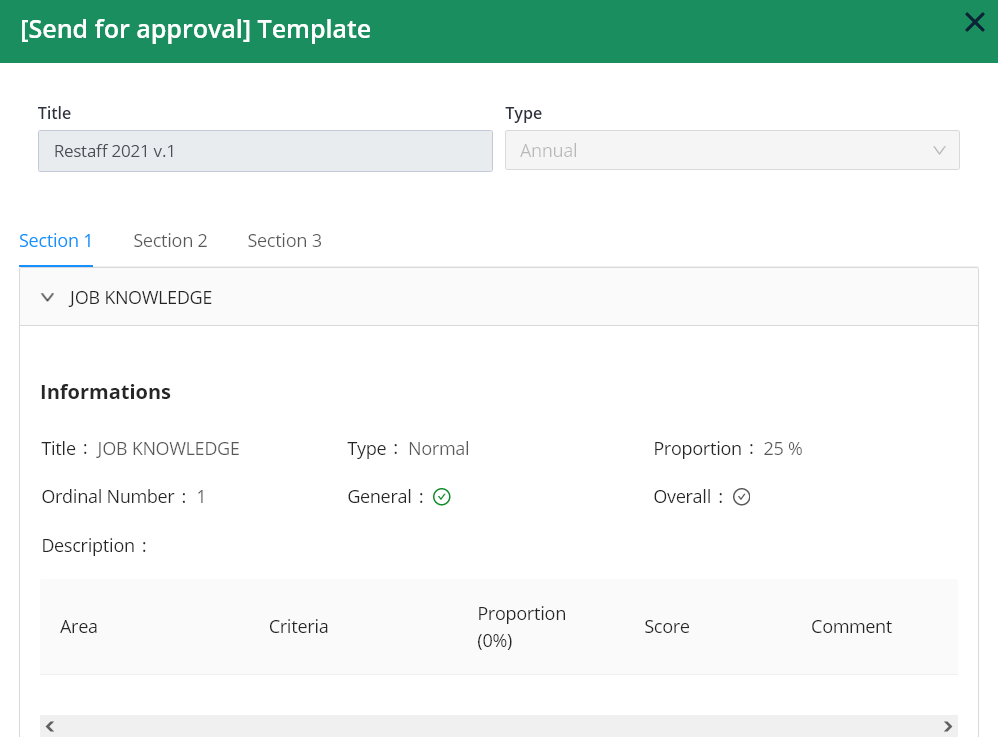 [Send for approval] Template
Title
Type
Restaff 2021 v.1
Annual
Section 1
Section 2
Section 3
JOB KNOWLEDGE
Informations
Title : JOB KNOWLEDGE
Type : Normal
Proportion : 25 %
Ordinal Number : 1
General :
Overall :
Description :
Area
Criteria
Proportion
(0%)
Score
Comment